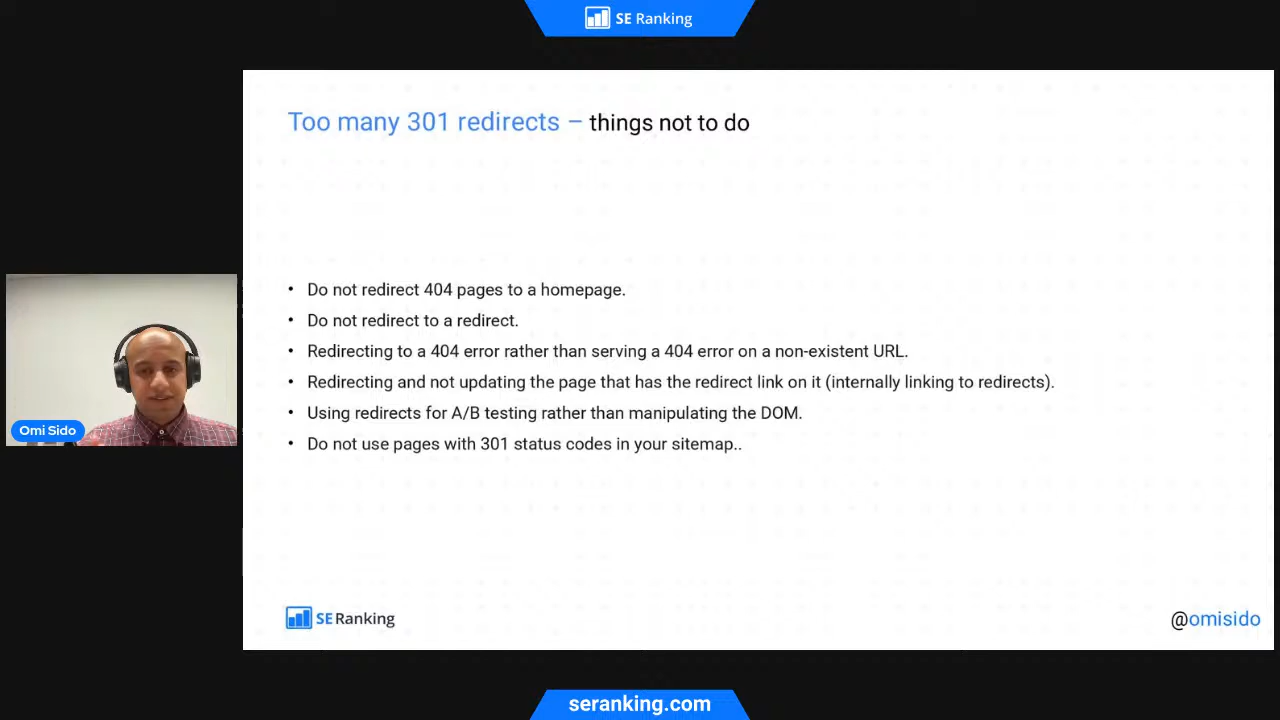 SE Ranking
Too many 301 redirects – things not to do
• Do not redirect 404 pages to a homepage.
• Do not redirect to a redirect.
• Redirecting to a 404 error rather than serving a 404 error on a non-existent URL.
• Redirecting and not updating the page that has the redirect link on it (internally linking to redirects).
• Using redirects for A/B testing rather than manipulating the DOM.
• Do not use pages with 301 status codes in your sitemap..
Omi Sido
SE Ranking
@omisido
seranking.com